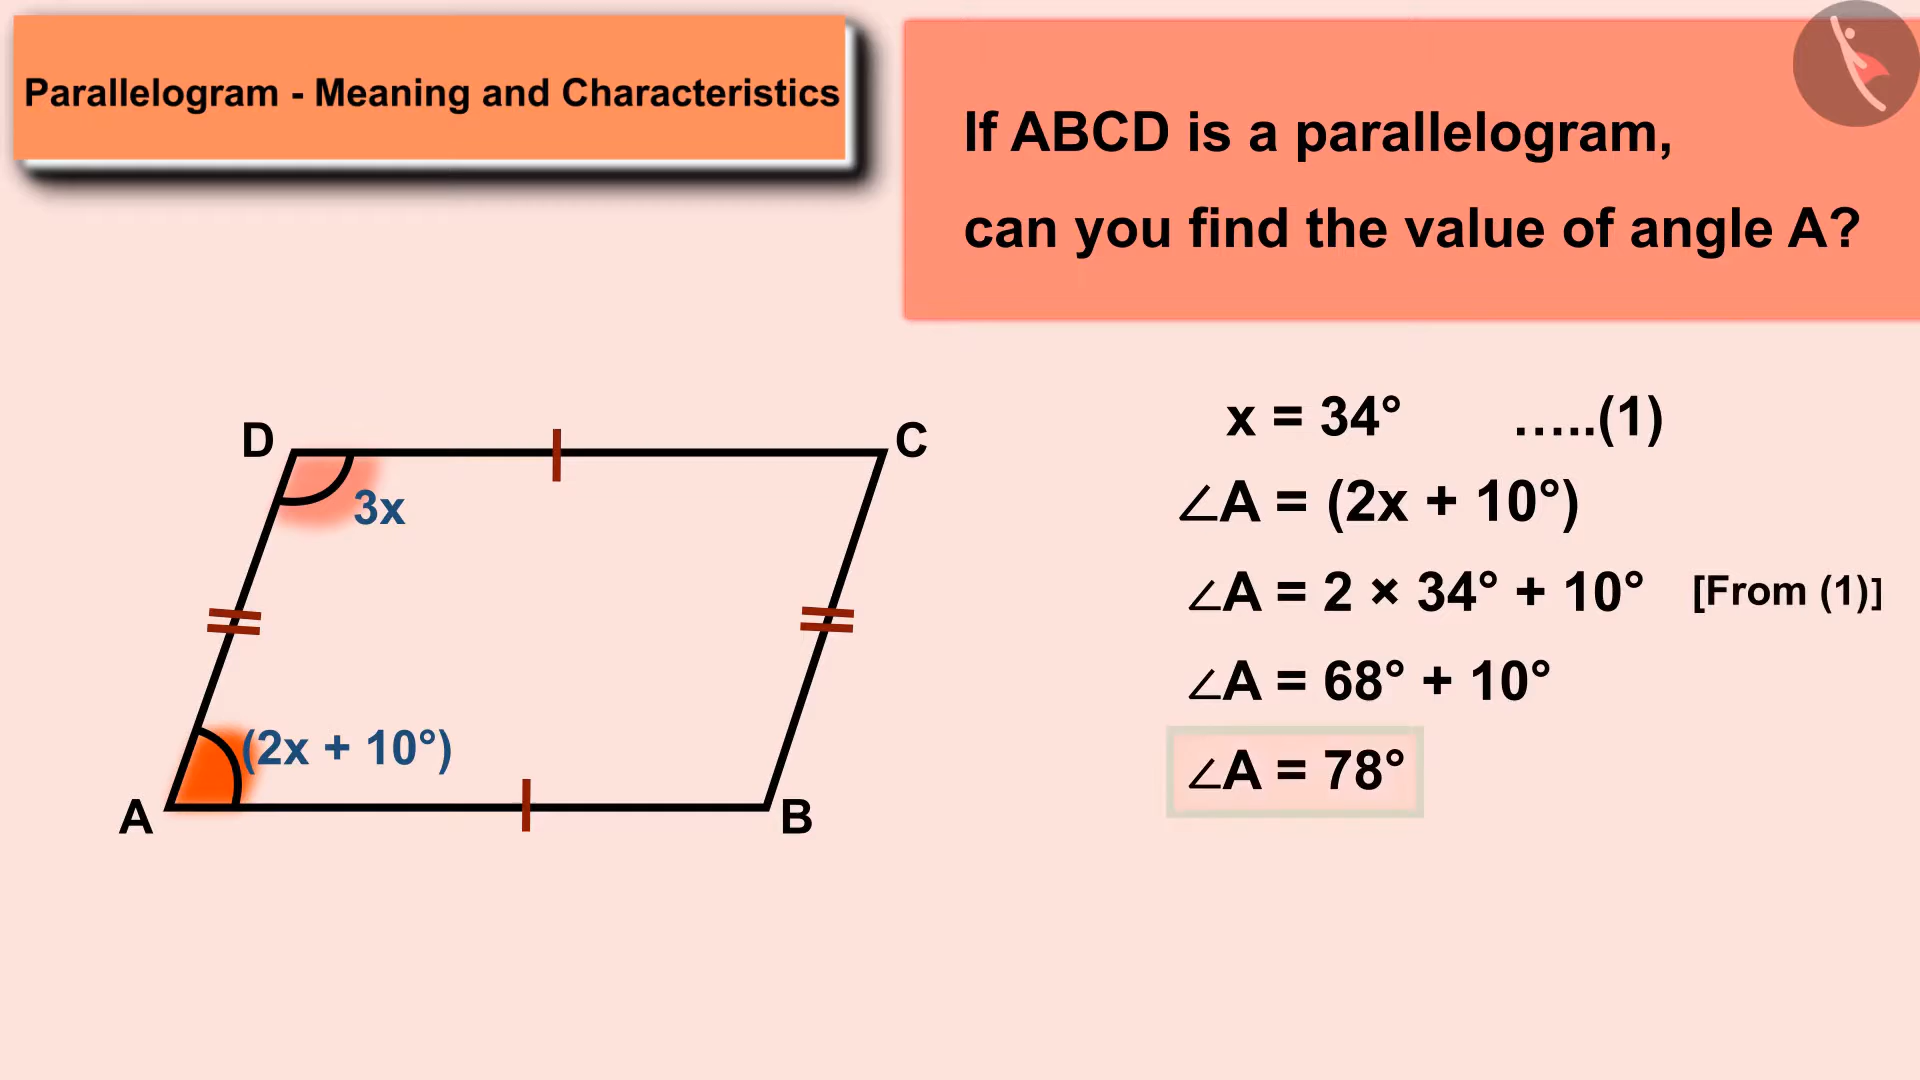 Parallelogram - Meaning and Characteristics
If ABCD is a parallelogram,
can you find the value of angle A?
D
C
3x
(2x + 10°)
A
B
x = 34° …..(1)
∠A = (2x + 10°)
∠A = 2 × 34° + 10° [From (1)]
∠A = 68° + 10°
∠A = 78°